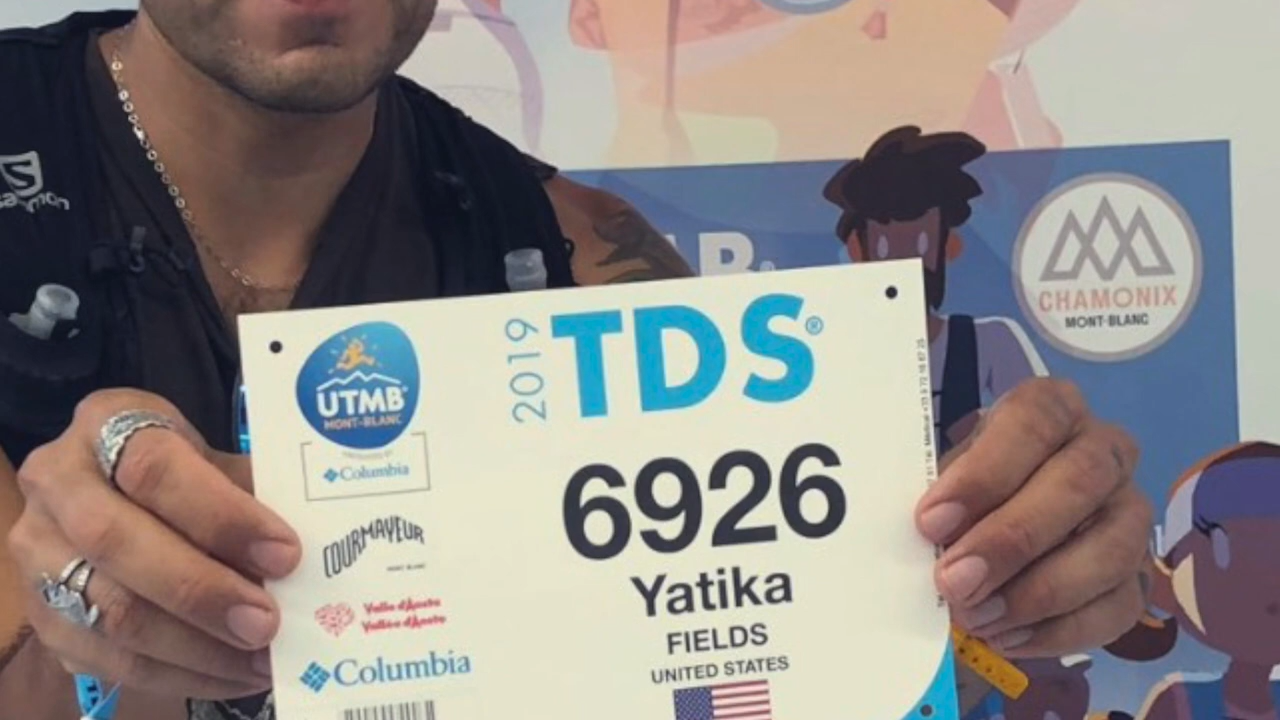 salomon
CHAMONIX
MONT-BLANC
2019
TDS®
UTMB®
MONT-BLANC
Columbia
6926
COURMAYEUR
MONT BLANC
Yatika
Valle d'Aosta
Vallée d'Aoste
FIELDS
UNITED STATES
Columbia